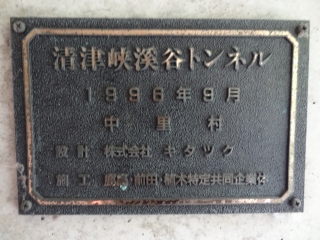 清津峡渓谷トンネル
1996年9月
中里村
設計 株式会社 キタック
施工 鹿島・前田・植木特定共同企業体